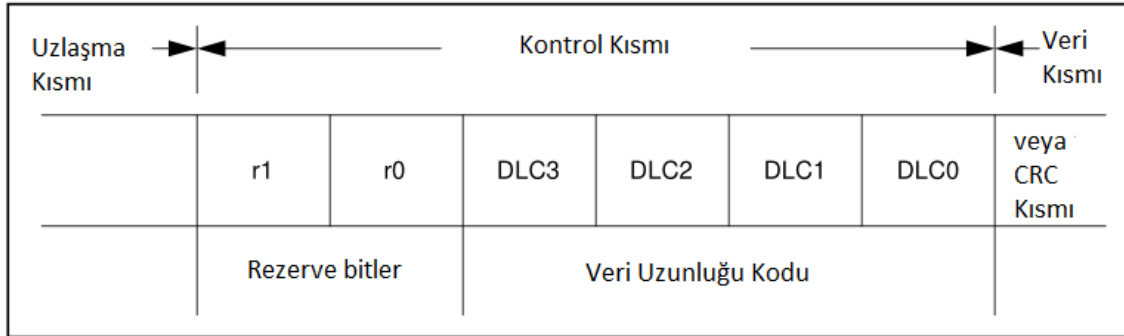 Uzlaşma
Kısmı
Kontrol Kısmı
Veri
Kısmı
r1
r0
DLC3
DLC2
DLC1
DLC0
veya
CRC
Kısmı
Rezerve bitler
Veri Uzunluğu Kodu